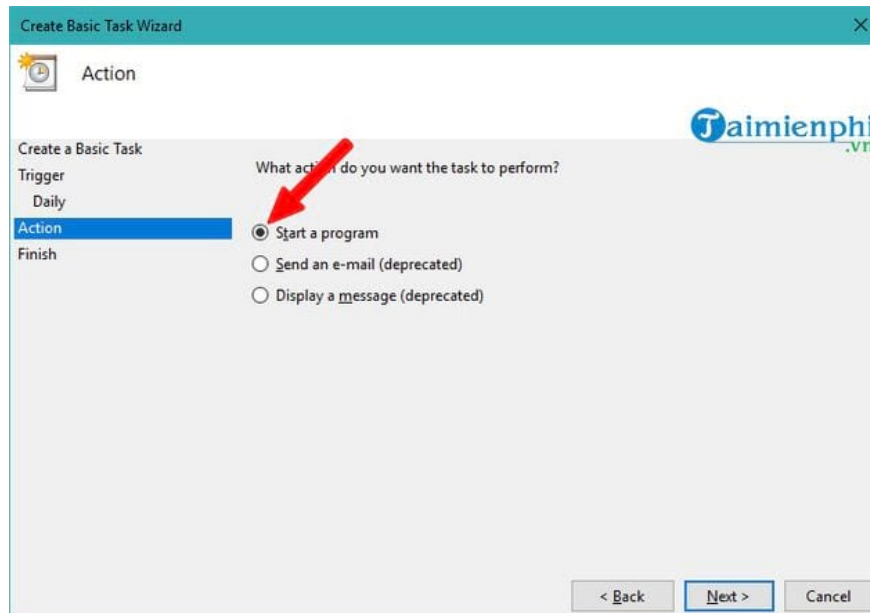 Create Basic Task Wizard
Action
Taimienphi
.vn
Create a Basic Task
Trigger
Daily
Action
Finish
What action do you want the task to perform?
Start a program
Send an e-mail (deprecated)
Display a message (deprecated)
< Back
Next >
Cancel